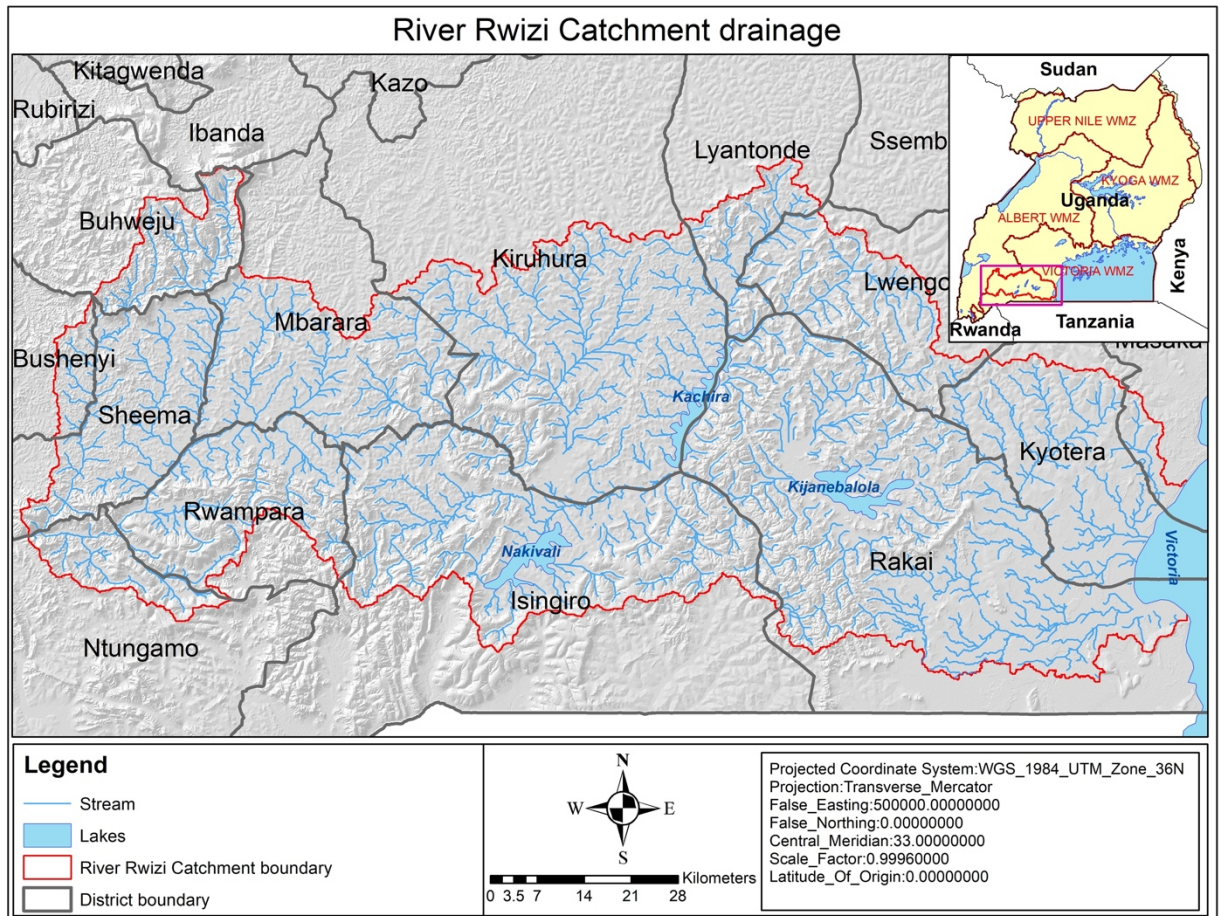 River Rwizi Catchment drainage
Kitagwenda
Rubirizi
Kazo
Ibanda
Lyantonde
Ssemb
Buhweju
Kiruhura
Lwengo
Mbarara
Masaka
Bushenyi
Sheema
Kachira
Kyotera
Rwampara
Kijanebalola
Nakivali
Rakai
Victoria
Isingiro
Ntungamo
Sudan
UPPER NILE WMZ
KYOGA WMZ
Uganda
ALBERT WMZ
VICTORIA WMZ
Kenya
Rwanda
Tanzania
Legend
Stream
Lakes
River Rwizi Catchment boundary
District boundary
N
W
E
S
Kilometers
0 3.5 7 14 21 28
Projected Coordinate System:WGS_1984_UTM_Zone_36N
Projection:Transverse_Mercator
False_Easting:500000.00000000
False_Northing:0.00000000
Central_Meridian:33.00000000
Scale_Factor:0.99960000
Latitude_Of_Origin:0.00000000